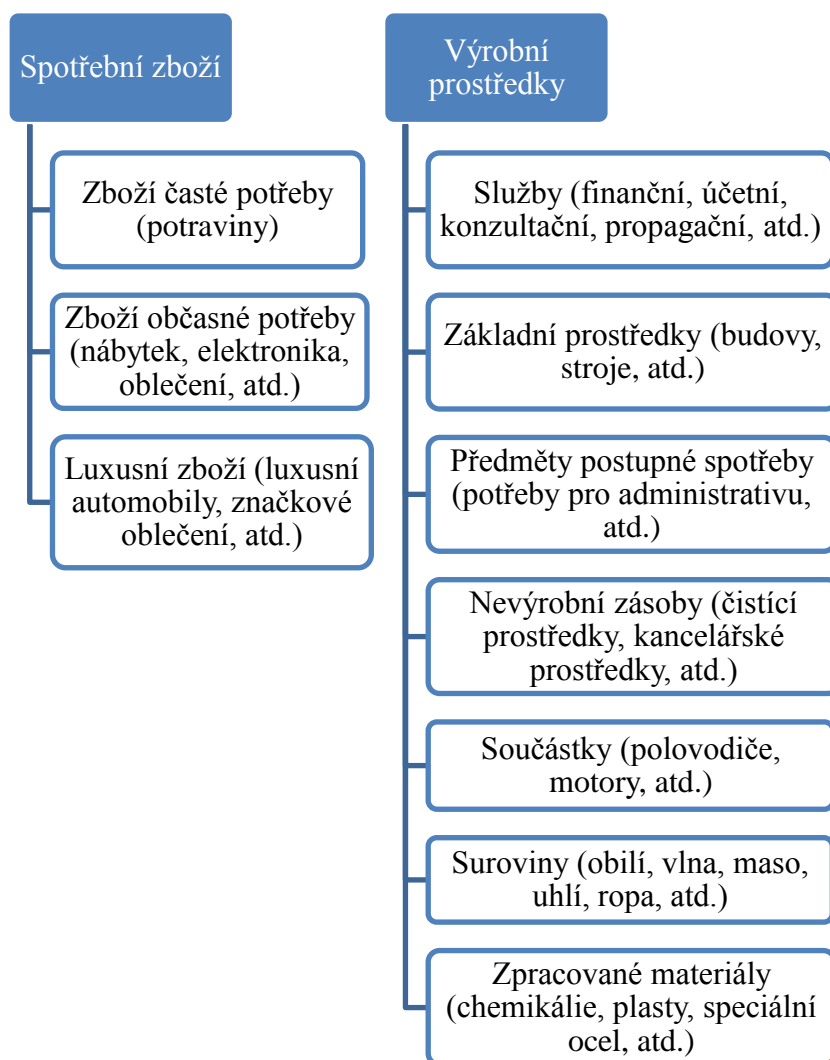 Spotřební zboží
Zboží časté potřeby
(potraviny)
Zboží občasné potřeby
(nábytek, elektronika,
oblečení, atd.)
Luxusní zboží (luxusní
automobily, značkové
oblečení, atd.)
Výrobní
prostředky
Služby (finanční, účetní,
konzultační, propagační, atd.)
Základní prostředky (budovy,
stroje, atd.)
Předměty postupné spotřeby
(potřeby pro administrativu,
atd.)
Nevýrobní zásoby (čistící
prostředky, kancelářské
prostředky, atd.)
Součástky (polovodiče,
motory, atd.)
Suroviny (obilí, vlna, maso,
uhlí, ropa, atd.)
Zpracované materiály
(chemikálie, plasty, speciální
ocel, atd.)